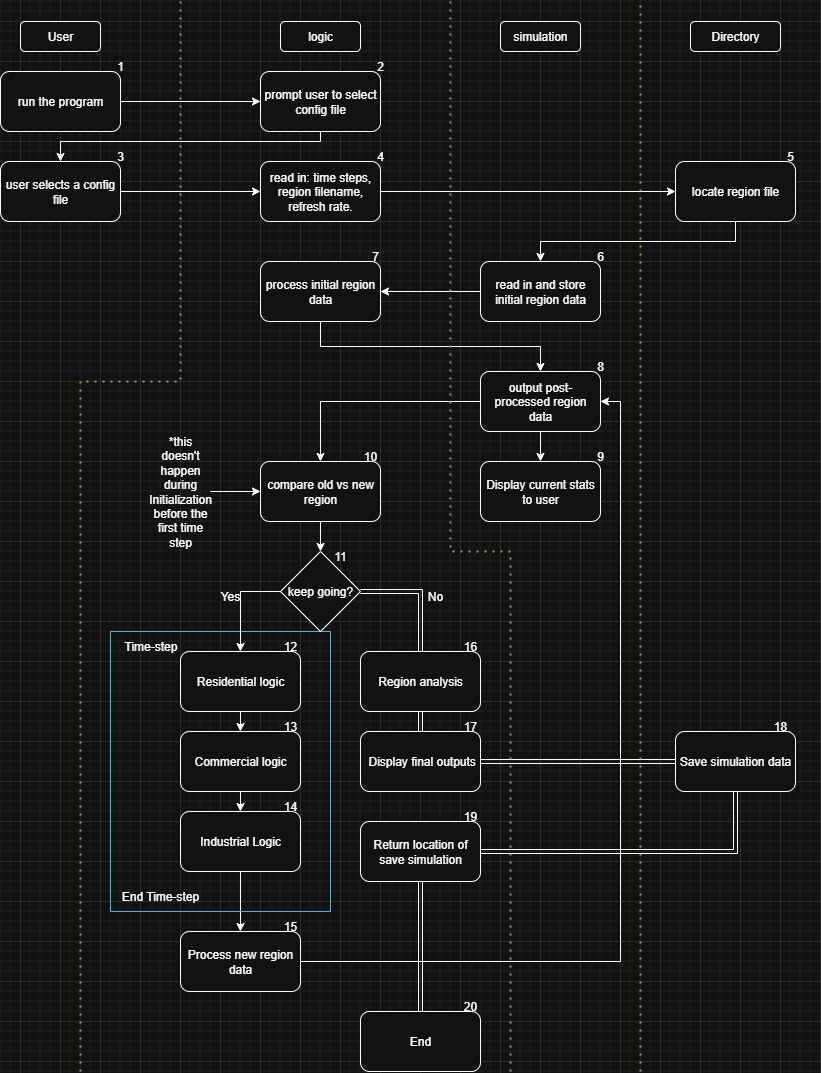 User
logic
simulation
Directory
1
run the program
2
prompt user to select
config file
3
user selects a config
file
4
read in: time steps,
region filename,
refresh rate.
5
locate region file
6
read in and store
initial region data
7
process initial region
data
8
output post-
processed region
data
9
Display current stats
to user
*this
doesn't
happen
during
Initialization
before the
first time
step
10
compare old vs new
region
11
keep going?
Yes
No
Time-step
12
Residential logic
13
Commercial logic
14
Industrial Logic
End Time-step
15
Process new region
data
16
Region analysis
17
Display final outputs
18
Save simulation data
19
Return location of
save simulation
20
End